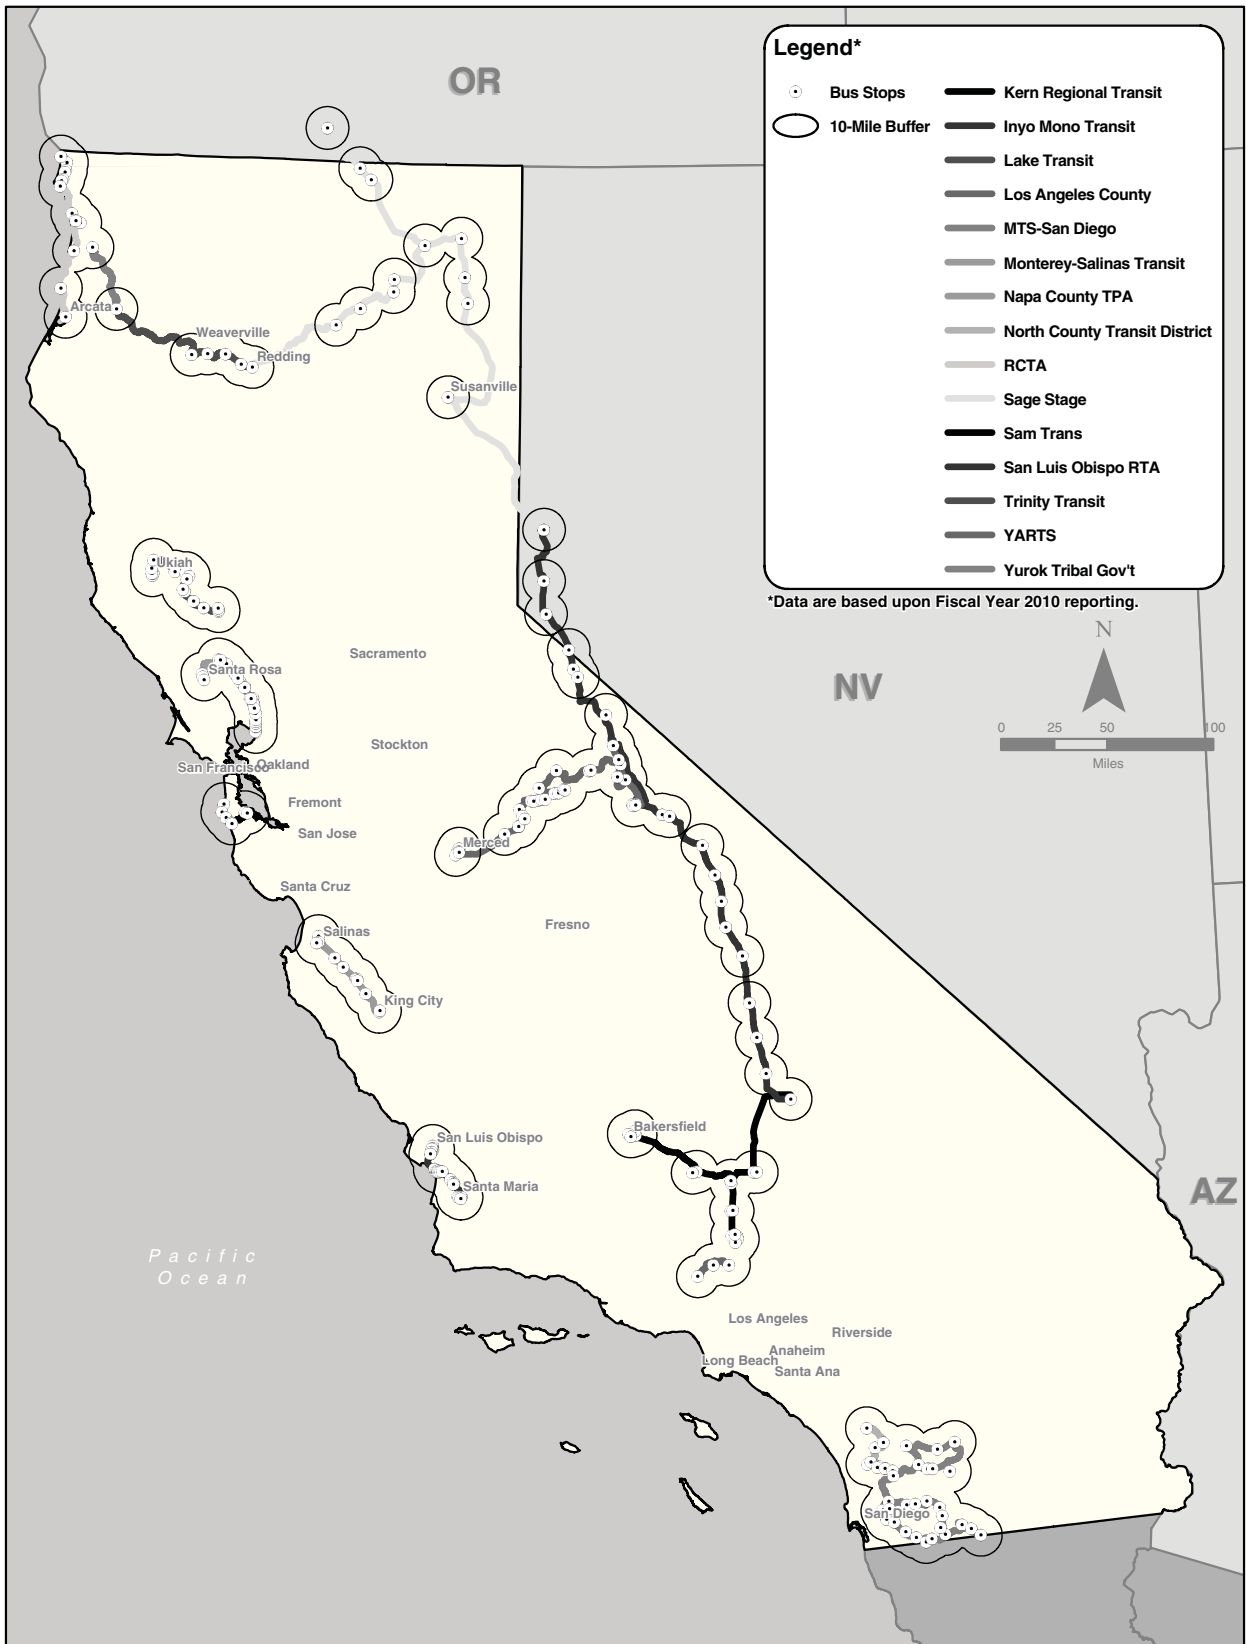 OR
Legend*
Bus Stops
10-Mile Buffer
Kern Regional Transit
Inyo Mono Transit
Lake Transit
Los Angeles County
MTS-San Diego
Monterey-Salinas Transit
Napa County TPA
North County Transit District
RCTA
Sage Stage
Sam Trans
San Luis Obispo RTA
Trinity Transit
YARTS
Yurok Tribal Gov't
*Data are based upon Fiscal Year 2010 reporting.
N
0 25 50 100
Miles
NV
Arcata
Weaverville
Redding
Susanville
Ukiah
Sacramento
Santa Rosa
Stockton
San Francisco
Oakland
Fremont
San Jose
Merced
Santa Cruz
Fresno
Salinas
King City
Bakersfield
San Luis Obispo
Santa Maria
AZ
Pacific
Ocean
Los Angeles
Riverside
Anaheim
Long Beach
Santa Ana
San Diego